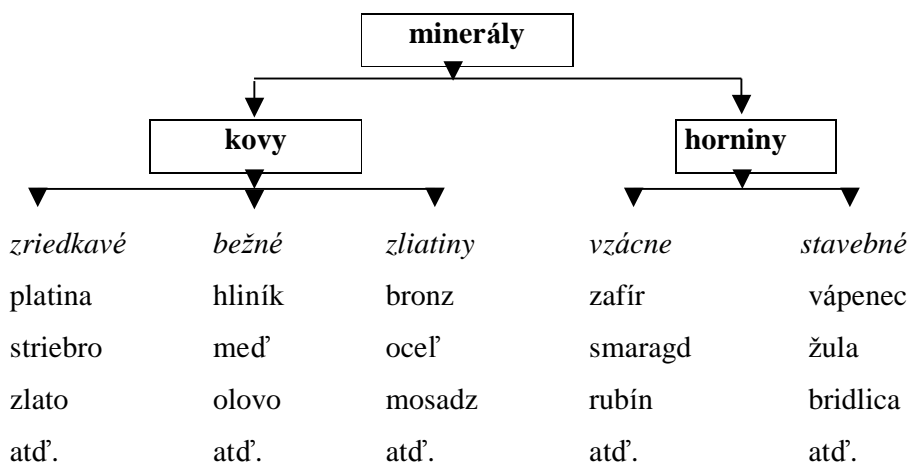 minerály
kovy horniny
zriedkavé bežné zliatiny vzácne stavebné
platina hliník bronz zafír vápenec
striebro meď oceľ smaragd žula
zlato olovo mosadz rubín bridlica
atď. atď. atď. atď. atď.